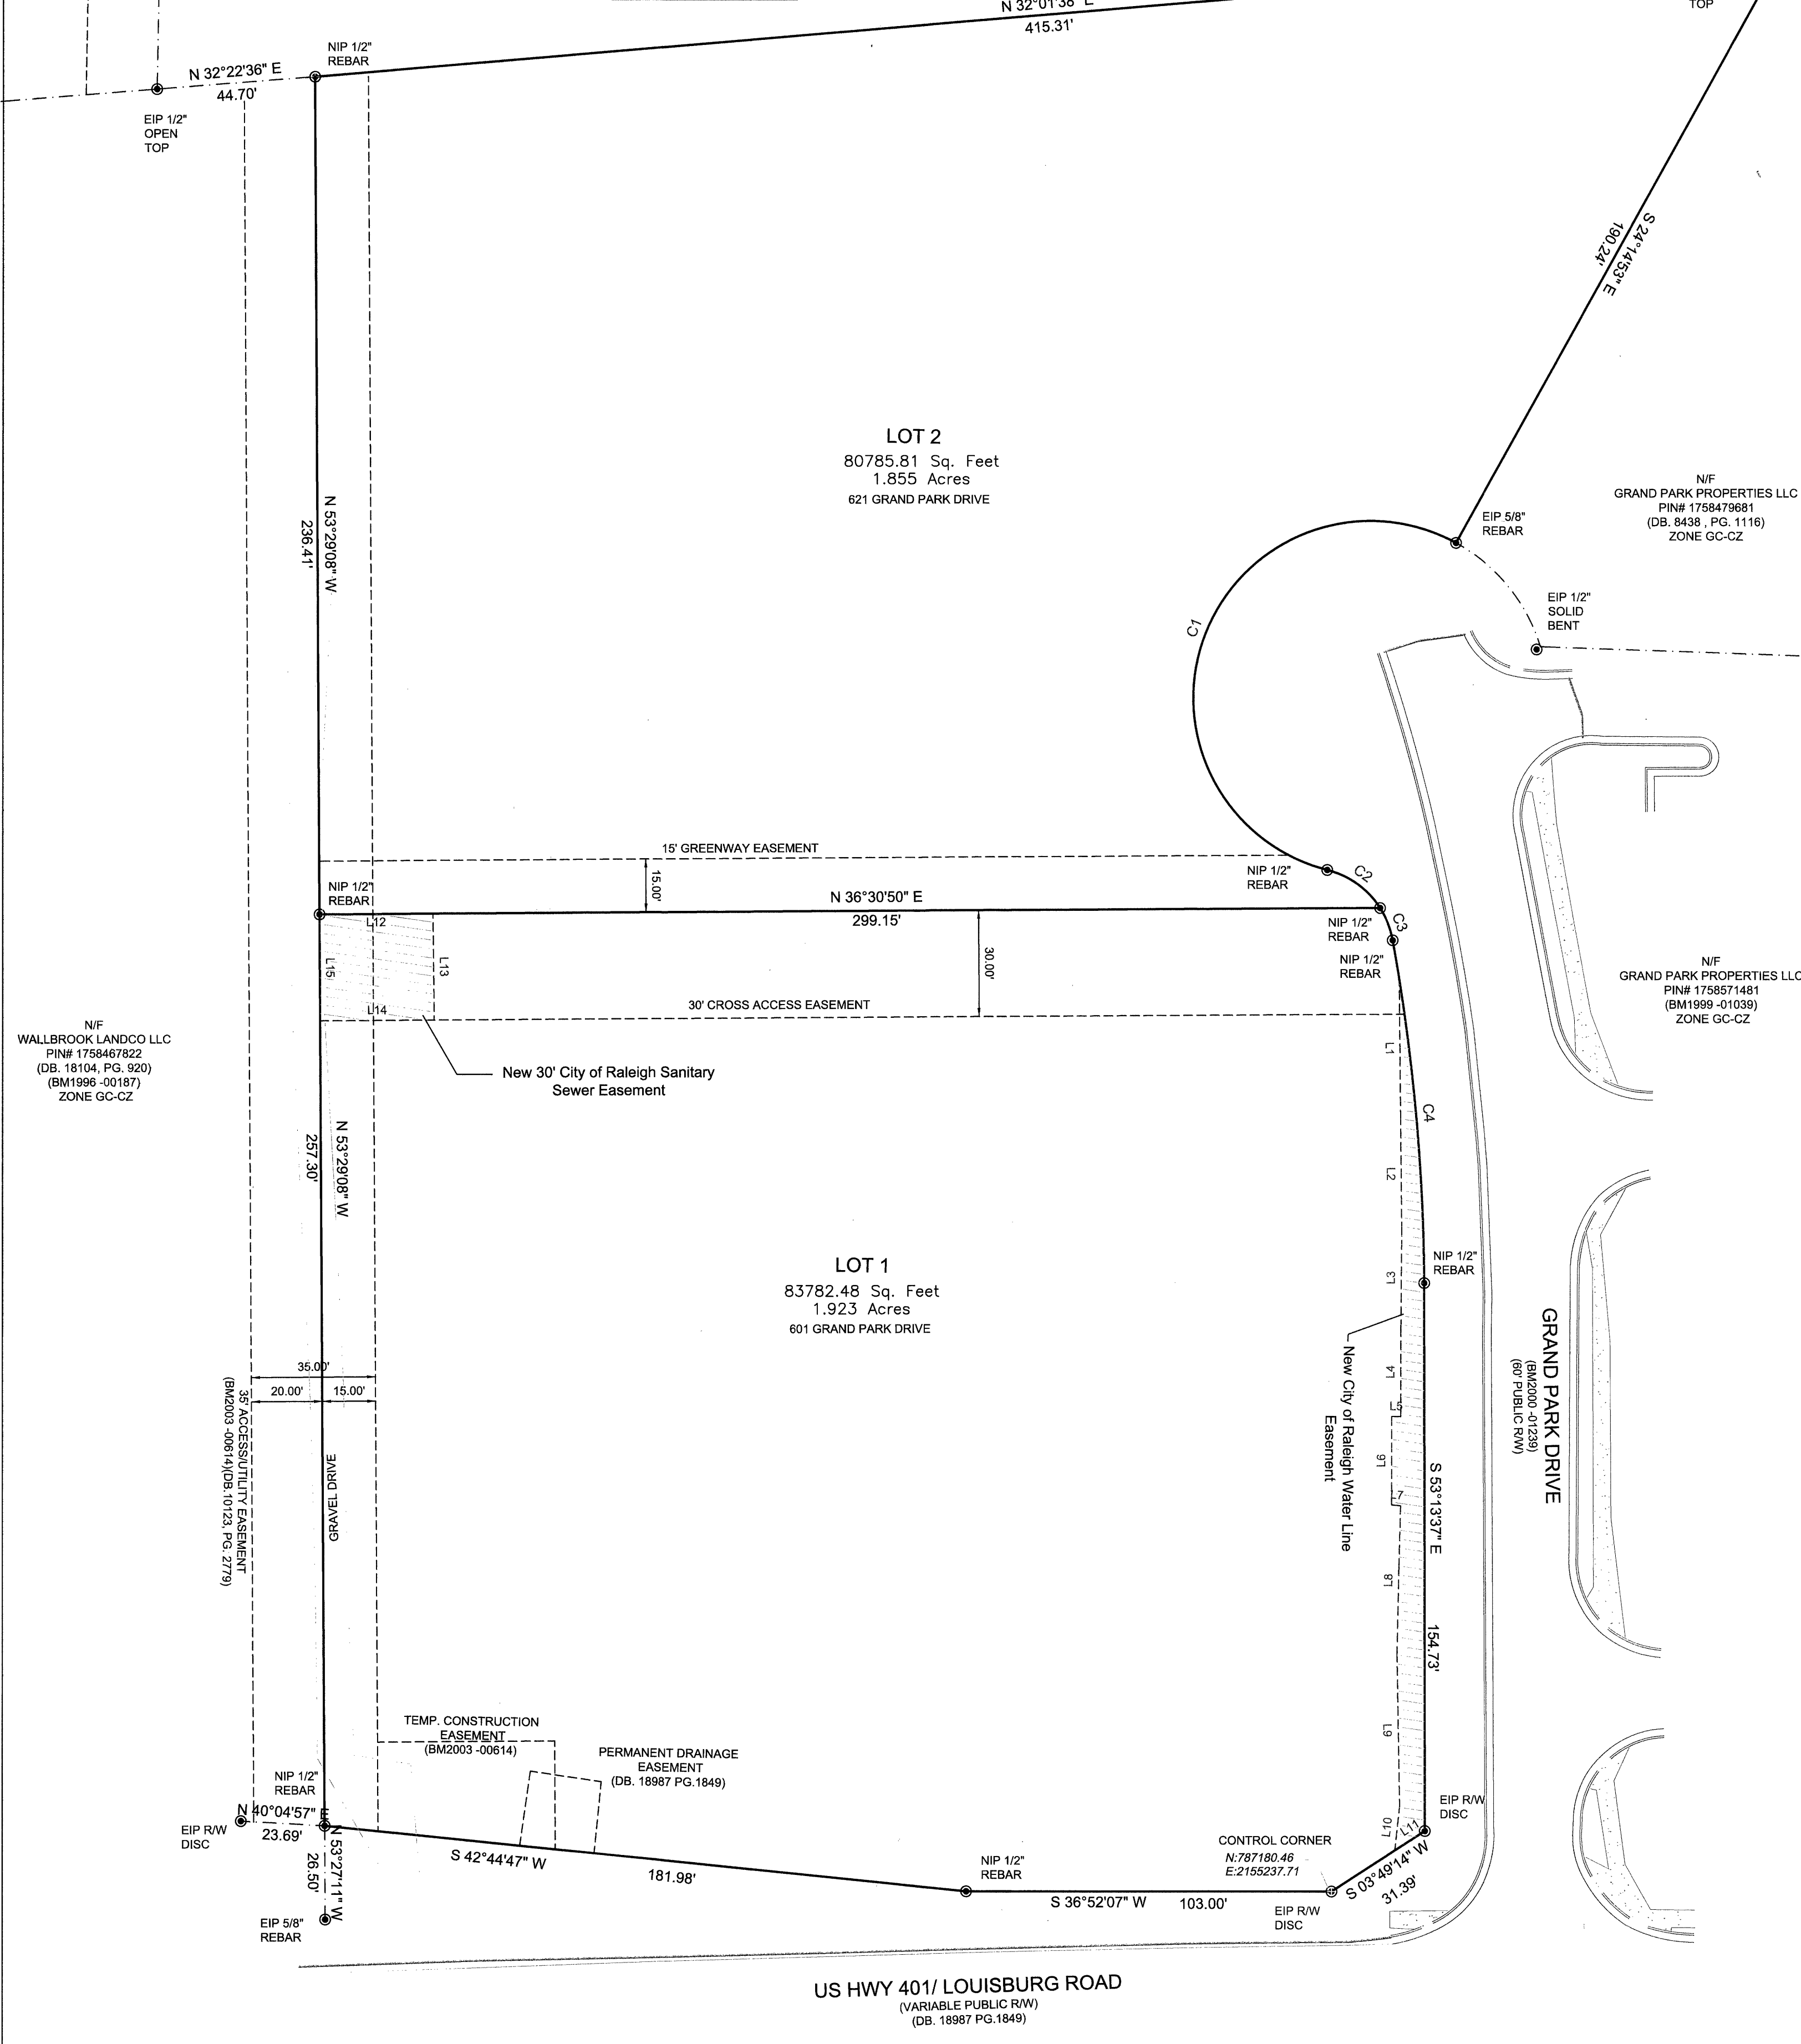 N 32°01'38" E
415.31'
TOP
NIP 1/2"
REBAR
N 32°22'36" E
44.70'
EIP 1/2"
OPEN
TOP
S 24°14'53" E
190.24'
LOT 2
80785.81 Sq. Feet
1.855 Acres
621 GRAND PARK DRIVE
N/F
GRAND PARK PROPERTIES LLC
PIN# 1758479681
(DB. 8438 , PG. 1116)
ZONE GC-CZ
N 53°29'08" W
236.41'
EIP 5/8"
REBAR
EIP 1/2"
SOLID
BENT
C1
15' GREENWAY EASEMENT
15.00'
NIP 1/2"
REBAR
C2
NIP 1/2"
REBAR
N 36°30'50" E
299.15'
L12
NIP 1/2"
REBAR
C3
NIP 1/2"
REBAR
L15
L13
30.00'
L14
30' CROSS ACCESS EASEMENT
N/F
GRAND PARK PROPERTIES LLC
PIN# 1758571481
(BM1999 -01039)
ZONE GC-CZ
N/F
WALLBROOK LANDCO LLC
PIN# 1758467822
(DB. 18104, PG. 920)
(BM1996 -00187)
ZONE GC-CZ
New 30' City of Raleigh Sanitary
Sewer Easement
L1
C4
L2
N 53°29'08" W
257.30'
LOT 1
83782.48 Sq. Feet
1.923 Acres
601 GRAND PARK DRIVE
NIP 1/2"
REBAR
L3
New City of Raleigh Water Line
Easement
GRAND PARK DRIVE
(BM2000 -01239)
(60' PUBLIC R/W)
35.00'
20.00'
15.00'
35' ACCESS/UTILITY EASEMENT
(BM2003 -00614)(DB.10123, PG. 2779)
GRAVEL DRIVE
L4
L5
L6
L7
S 53°13'37" E
154.73'
L8
L9
TEMP. CONSTRUCTION
EASEMENT
(BM2003 -00614)
PERMANENT DRAINAGE
EASEMENT
(DB. 18987 PG.1849)
NIP 1/2"
REBAR
N 40°04'57" E
23.69'
EIP R/W
DISC
N 53°27'11" W
26.50'
EIP 5/8"
REBAR
S 42°44'47" W
181.98'
NIP 1/2"
REBAR
S 36°52'07" W
103.00'
CONTROL CORNER
N:787180.46
E:2155237.71
L10
L11
EIP R/W
DISC
S 03°49'14" W
31.39'
EIP R/W
DISC
US HWY 401/ LOUISBURG ROAD
(VARIABLE PUBLIC R/W)
(DB. 18987 PG.1849)